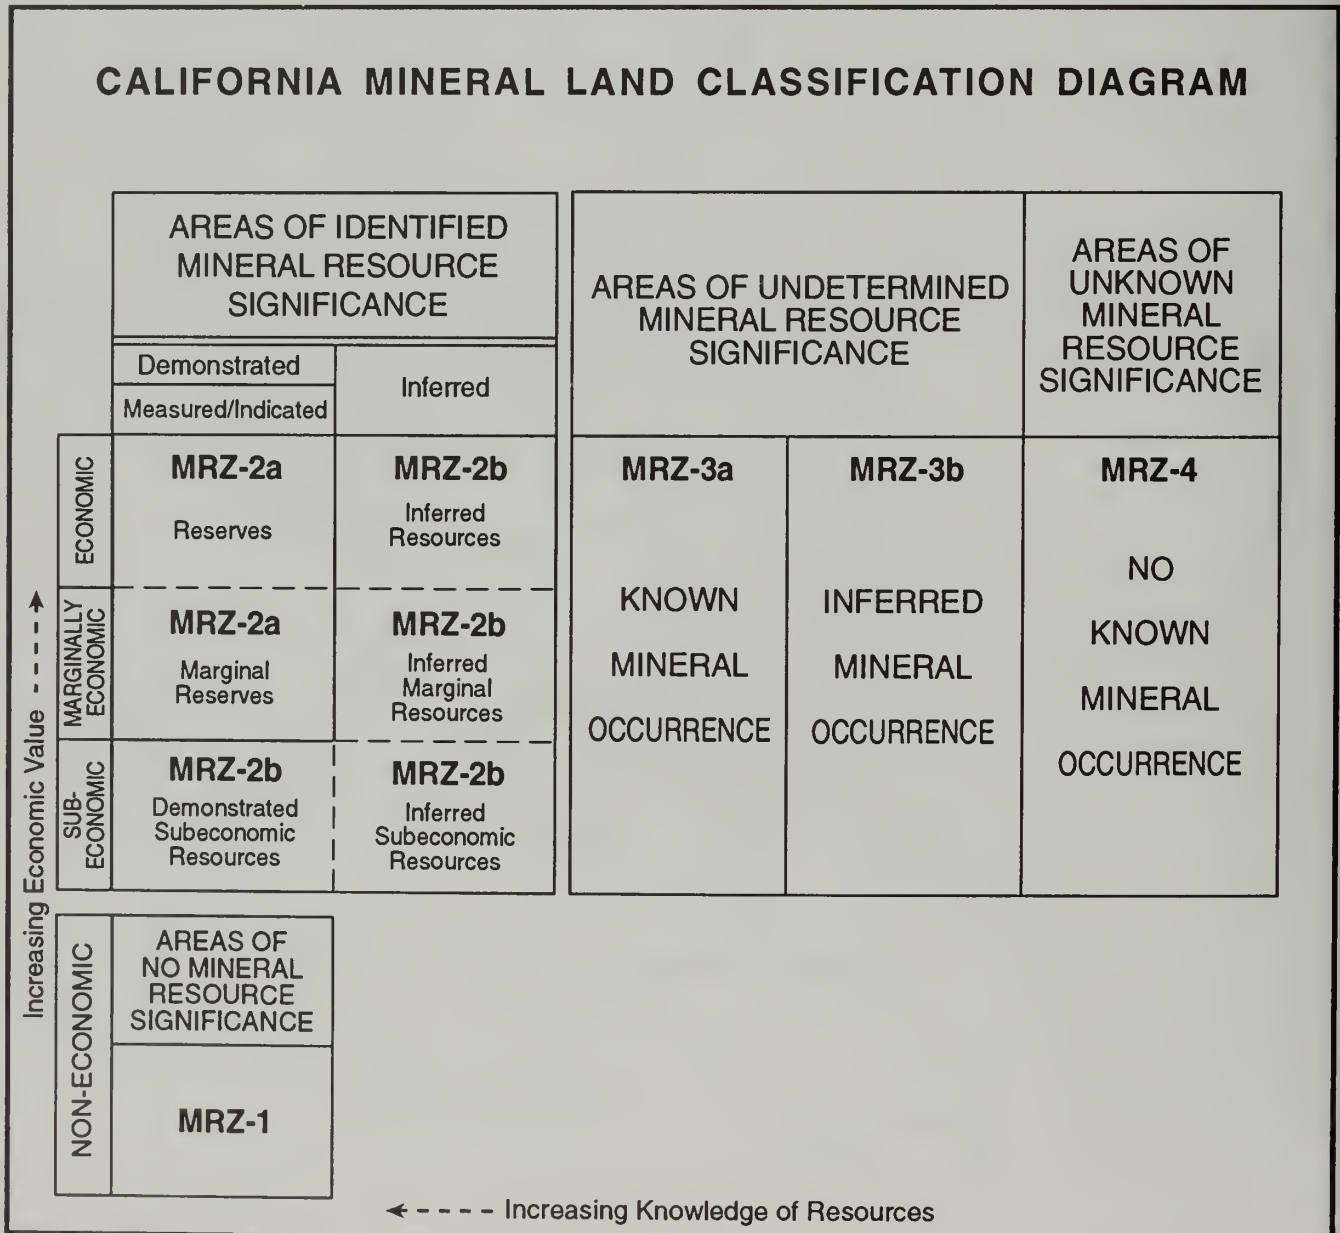 CALIFORNIA MINERAL LAND CLASSIFICATION DIAGRAM
AREAS OF IDENTIFIED
MINERAL RESOURCE
SIGNIFICANCE
AREAS OF UNDETERMINED
MINERAL RESOURCE
SIGNIFICANCE
AREAS OF
UNKNOWN
MINERAL
RESOURCE
SIGNIFICANCE
Demonstrated
Measured/Indicated
Inferred
ECONOMIC
MRZ-2a
Reserves
MRZ-2b
Inferred
Resources
MARGINALLY
ECONOMIC
MRZ-2a
Marginal
Reserves
MRZ-2b
Inferred
Marginal
Resources
SUB-
ECONOMIC
MRZ-2b
Demonstrated
Subeconomic
Resources
MRZ-2b
Inferred
Subeconomic
Resources
MRZ-3a
KNOWN
MINERAL
OCCURRENCE
MRZ-3b
INFERRED
MINERAL
OCCURRENCE
MRZ-4
NO
KNOWN
MINERAL
OCCURRENCE
Increasing Economic Value
NON-ECONOMIC
AREAS OF
NO MINERAL
RESOURCE
SIGNIFICANCE
MRZ-1
Increasing Knowledge of Resources